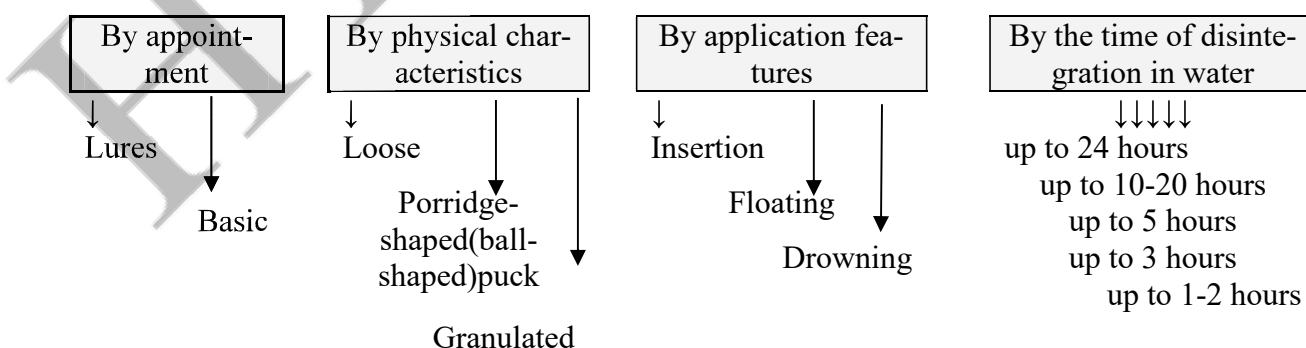 By appoint-
ment
Lures
Basic
By physical char-
acteristics
Loose
Porridge-
shaped(ball-
shaped)puck
Granulated
By application fea-
tures
Insertion
Floating
Drowning
By the time of disinte-
gration in water
up to 24 hours
up to 10-20 hours
up to 5 hours
up to 3 hours
up to 1-2 hours